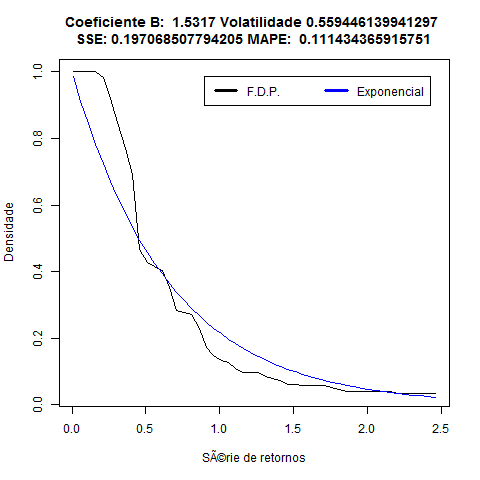 Coeficiente B:  1.5317 Volatilidade 0.559446139941297
SSE: 0.197068507794205 MAPE:  0.111434365915751
F.D.P.
Exponencial
Densidade
1.0
0.8
0.6
0.4
0.2
0.0
0.0
0.5
1.0
1.5
2.0
2.5
SÃ©rie de retornos